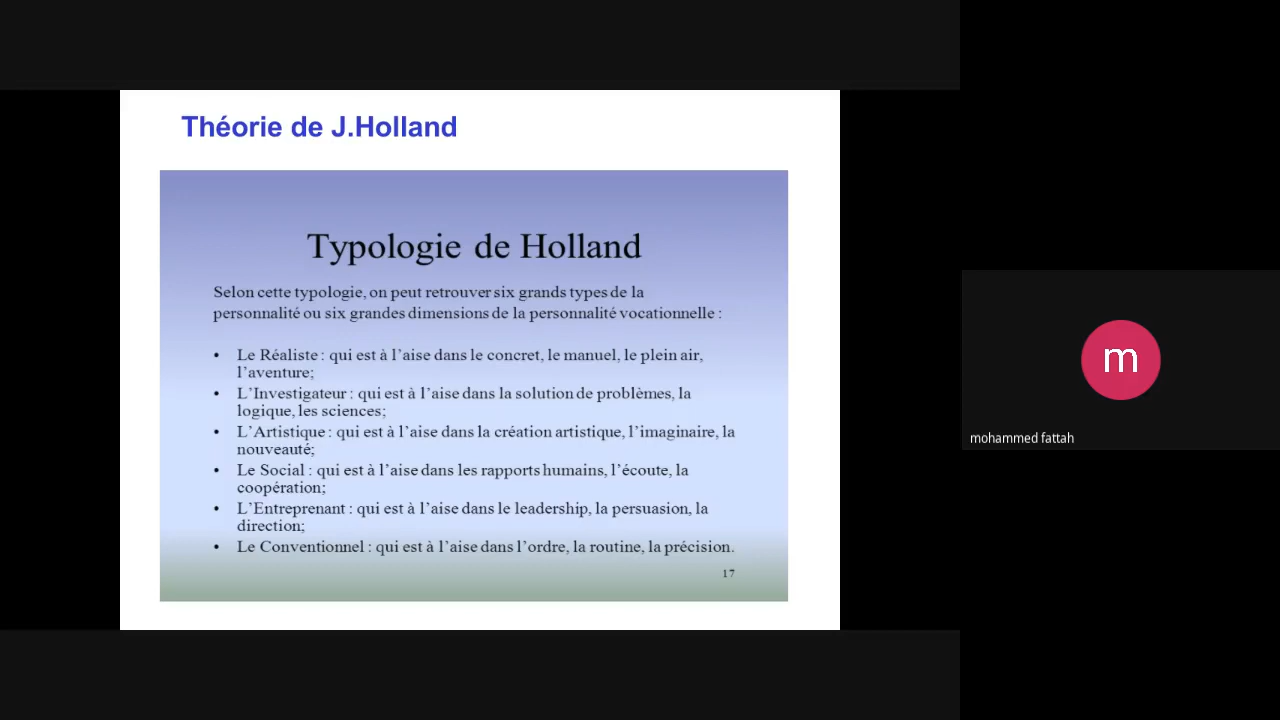 Théorie de J.Holland
Typologie de Holland
Selon cette typologie, on peut retrouver six grands types de la
personnalité ou six grandes dimensions de la personnalité vocationnelle :
• Le Réaliste : qui est à l’aise dans le concret, le manuel, le plein air,
l’aventure;
• L’Investigateur : qui est à l’aise dans la solution de problèmes, la
logique, les sciences;
• L’Artistique : qui est à l’aise dans la création artistique, l’imaginaire, la
nouveauté;
• Le Social : qui est à l’aise dans les rapports humains, l’écoute, la
coopération;
• L’Entreprenant : qui est à l’aise dans le leadership, la persuasion, la
direction;
• Le Conventionnel : qui est à l’aise dans l’ordre, la routine, la précision.
17
m
mohammed fattah